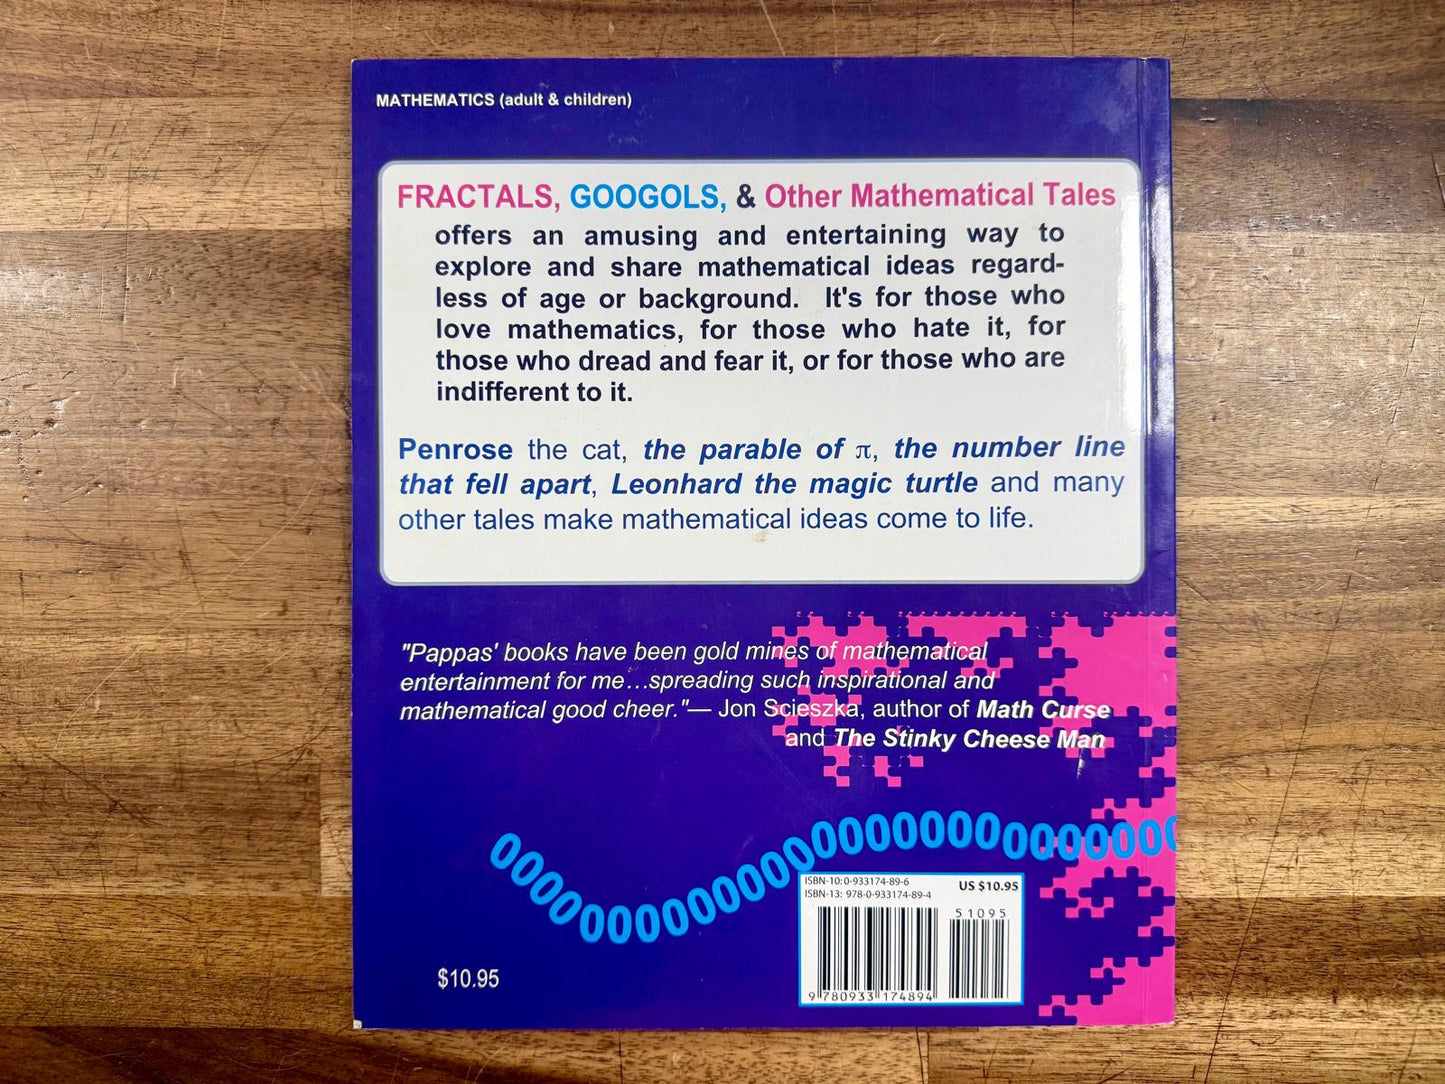 MATHEMATICS (adult & children)
FRACTALS, GOOGOLS, & Other Mathematical Tales
offers an amusing and entertaining way to
explore and share mathematical ideas regard-
less of age or background. It's for those who
love mathematics, for those who hate it, for
those who dread and fear it, or for those who are
indifferent to it.
Penrose the cat, the parable of π, the number line
that fell apart, Leonhard the magic turtle and many
other tales make mathematical ideas come to life.
"Pappas' books have been gold mines of mathematical
entertainment for me...spreading such inspirational and
mathematical good cheer."— Jon Scieszka, author of Math Curse
and The Stinky Cheese Man
ISBN-10: 0-933174-89-6
ISBN-13: 978-0-933174-89-4
US $10.95
51095
9 780933 174894
$10.95